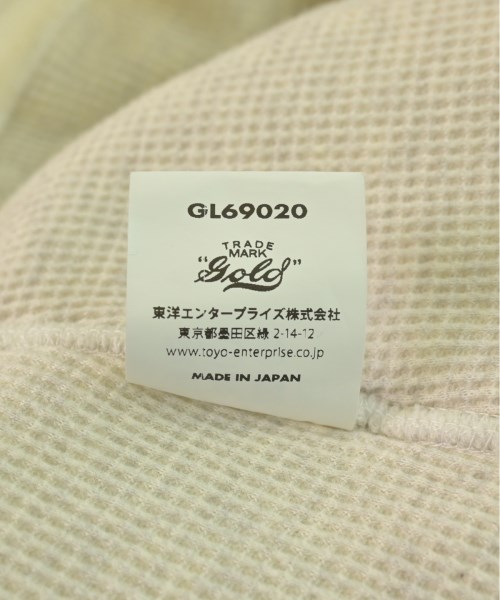 GL69020
TRADE
MARK
"Gold"
東洋エンタープライズ株式会社
東京都墨田区緑 2-14-12
www.toyo-enterprise.co.jp
MADE IN JAPAN